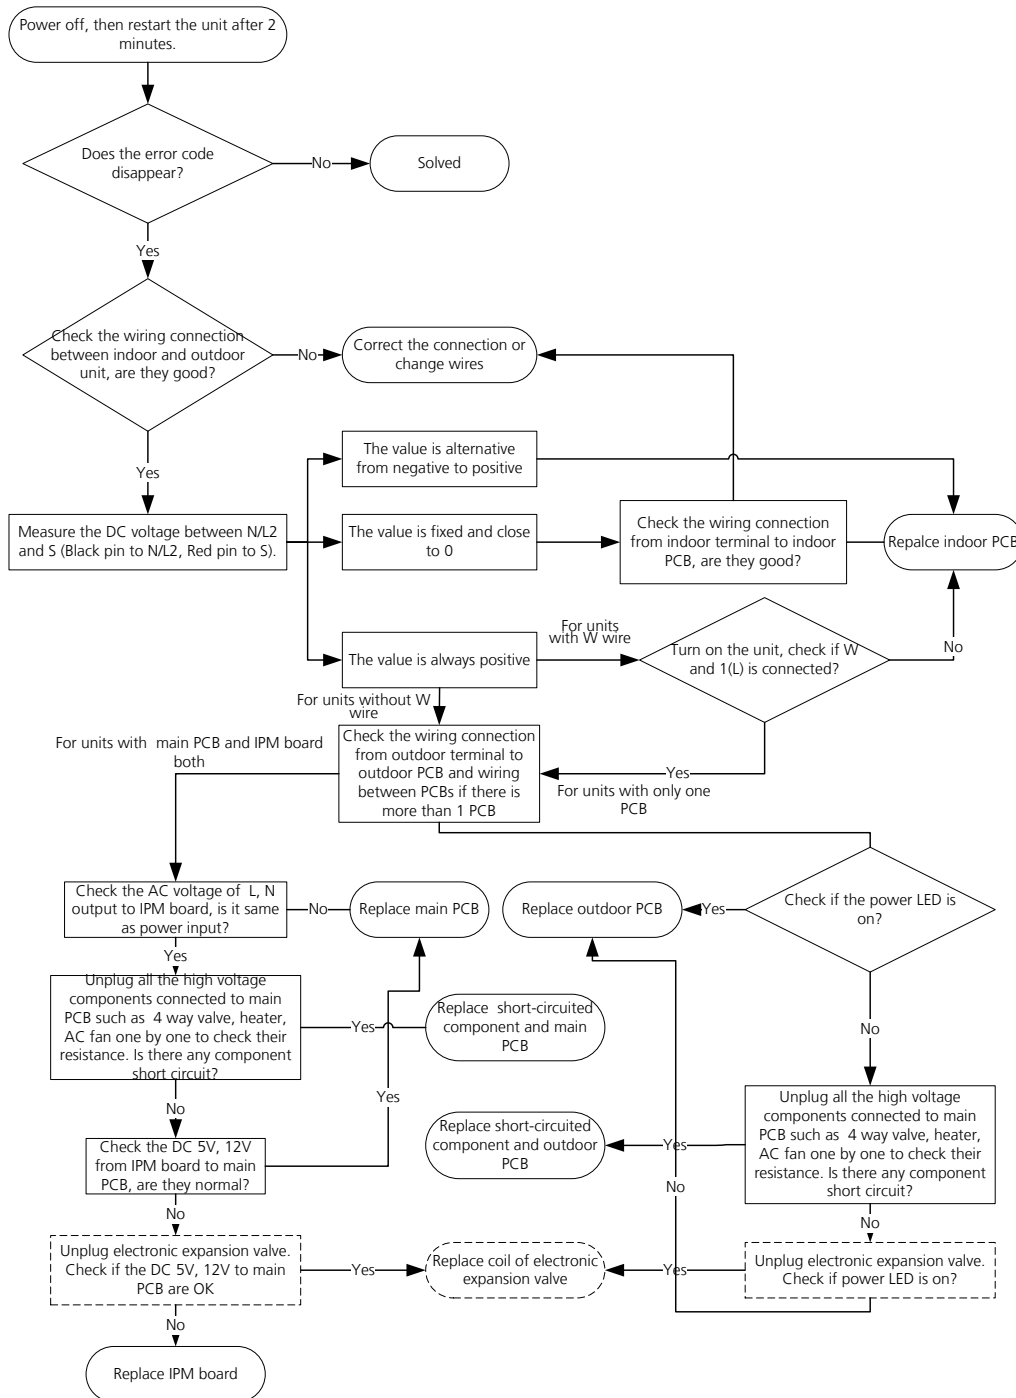 Power off, then restart the unit after 2
minutes.
Does the error code
disappear?
No
Solved
Yes
Check the wiring connection
between indoor and outdoor
unit, are they good?
No
Correct the connection or
change wires
Yes
The value is alternative
from negative to positive
Measure the DC voltage between N/L2
and S (Black pin to N/L2, Red pin to S).
The value is fixed and close
to 0
Check the wiring connection
from indoor terminal to indoor
PCB, are they good?
Repalce indoor PCB
The value is always positive
For units
with W wire
Turn on the unit, check if W
and 1(L) is connected?
No
For units without W
wire
For units with  main PCB and IPM board
both
Check the wiring connection
from outdoor terminal to
outdoor PCB and wiring
between PCBs if there is
more than 1 PCB
Yes
For units with only one
PCB
Check the AC voltage of  L, N
output to IPM board, is it same
as power input?
No
Replace main PCB
Replace outdoor PCB
Yes
Check if the power LED is
on?
Yes
Unplug all the high voltage
components connected to main
PCB such as  4 way valve, heater,
AC fan one by one to check their
resistance. Is there any component
short circuit?
Yes
Replace  short-circuited
component and main
PCB
No
No
Yes
Check the DC 5V, 12V
from IPM board to main
PCB, are they normal?
Replace short-circuited
component and outdoor
PCB
Yes
Unplug all the high voltage
components connected to main
PCB such as  4 way valve, heater,
AC fan one by one to check their
resistance. Is there any component
short circuit?
No
No
No
Unplug electronic expansion valve.
Check if the DC 5V, 12V to main
PCB are OK
Yes
Replace coil of electronic
expansion valve
Yes
Unplug electronic expansion valve.
Check if power LED is on?
No
Replace IPM board